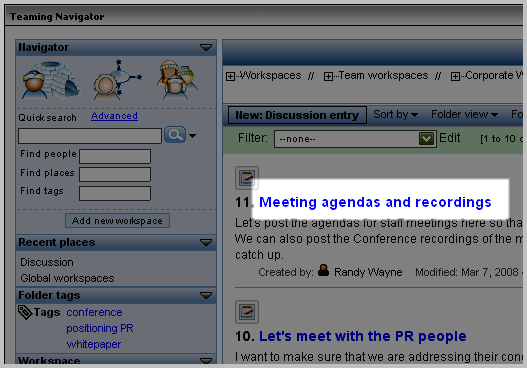 Teaming Navigator
Navigator
Quick search Advanced
Find people
Find places
Find tags
Add new workspace
Recent places
Discussion
Global workspaces
Folder tags
Tags conference
positioning PR
whitepaper
Workspace
Workspaces // Team workspaces // Corporate W
New: Discussion entry Sort by Folder view Fo
Filter: --none-- Edit [1 to 10
11. Meeting agendas and recordings
Let's post the agendas for staff meetings here so tha
We can also post the Conference recordings of the m
catch up.
Created by: Randy Wayne Modified: Mar 7, 2008
10. Let's meet with the PR people
I want to make sure that we are addressing their con